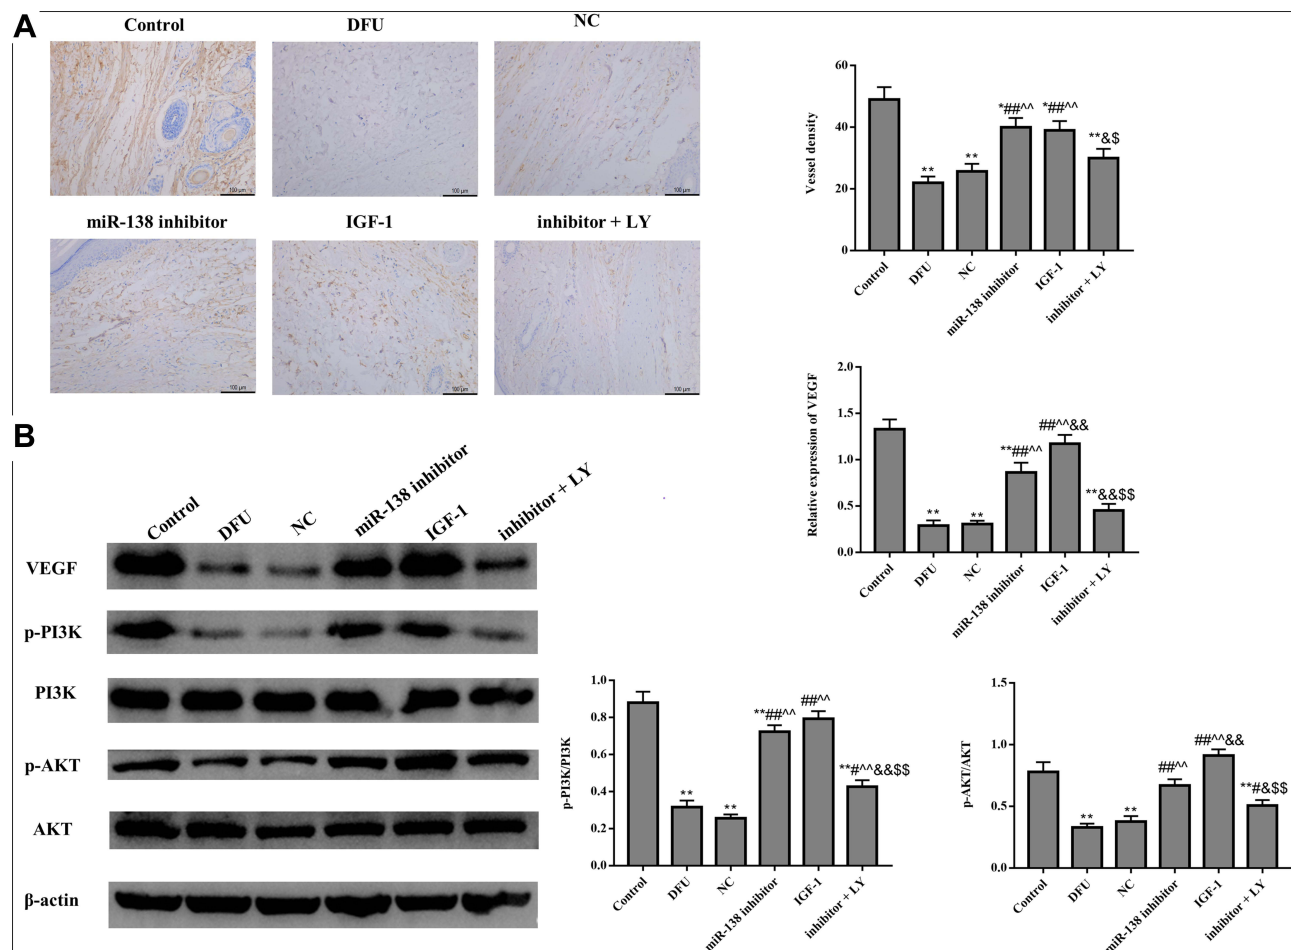 A
Control
DFU
NC
100 μm
100 μm
100 μm
miR-138 inhibitor
IGF-1
inhibitor + LY
100 μm
100 μm
100 μm
Vessel density
60
40
20
0
**
**
*##^^
*##^^
**&$
Control
DFU
NC
miR-138 inhibitor
IGF-1
inhibitor + LY
Relative expression of VEGF
2.0
1.5
1.0
0.5
0.0
**
**
**##^^
##^^&&
**&&$$
Control
DFU
NC
miR-138 inhibitor
IGF-1
inhibitor + LY
B
Control
DFU
NC
miR-138 inhibitor
IGF-1
inhibitor + LY
VEGF
p-PI3K
PI3K
p-AKT
AKT
β-actin
p-PI3K/PI3K
1.0
0.8
0.6
0.4
0.2
0.0
**
**
**##^^
##^^
**#^^&&$$
Control
DFU
NC
miR-138 inhibitor
IGF-1
inhibitor + LY
p-AKT/AKT
1.5
1.0
0.5
0.0
**
**
##^^
##^^&&
**#&$$
Control
DFU
NC
miR-138 inhibitor
IGF-1
inhibitor + LY